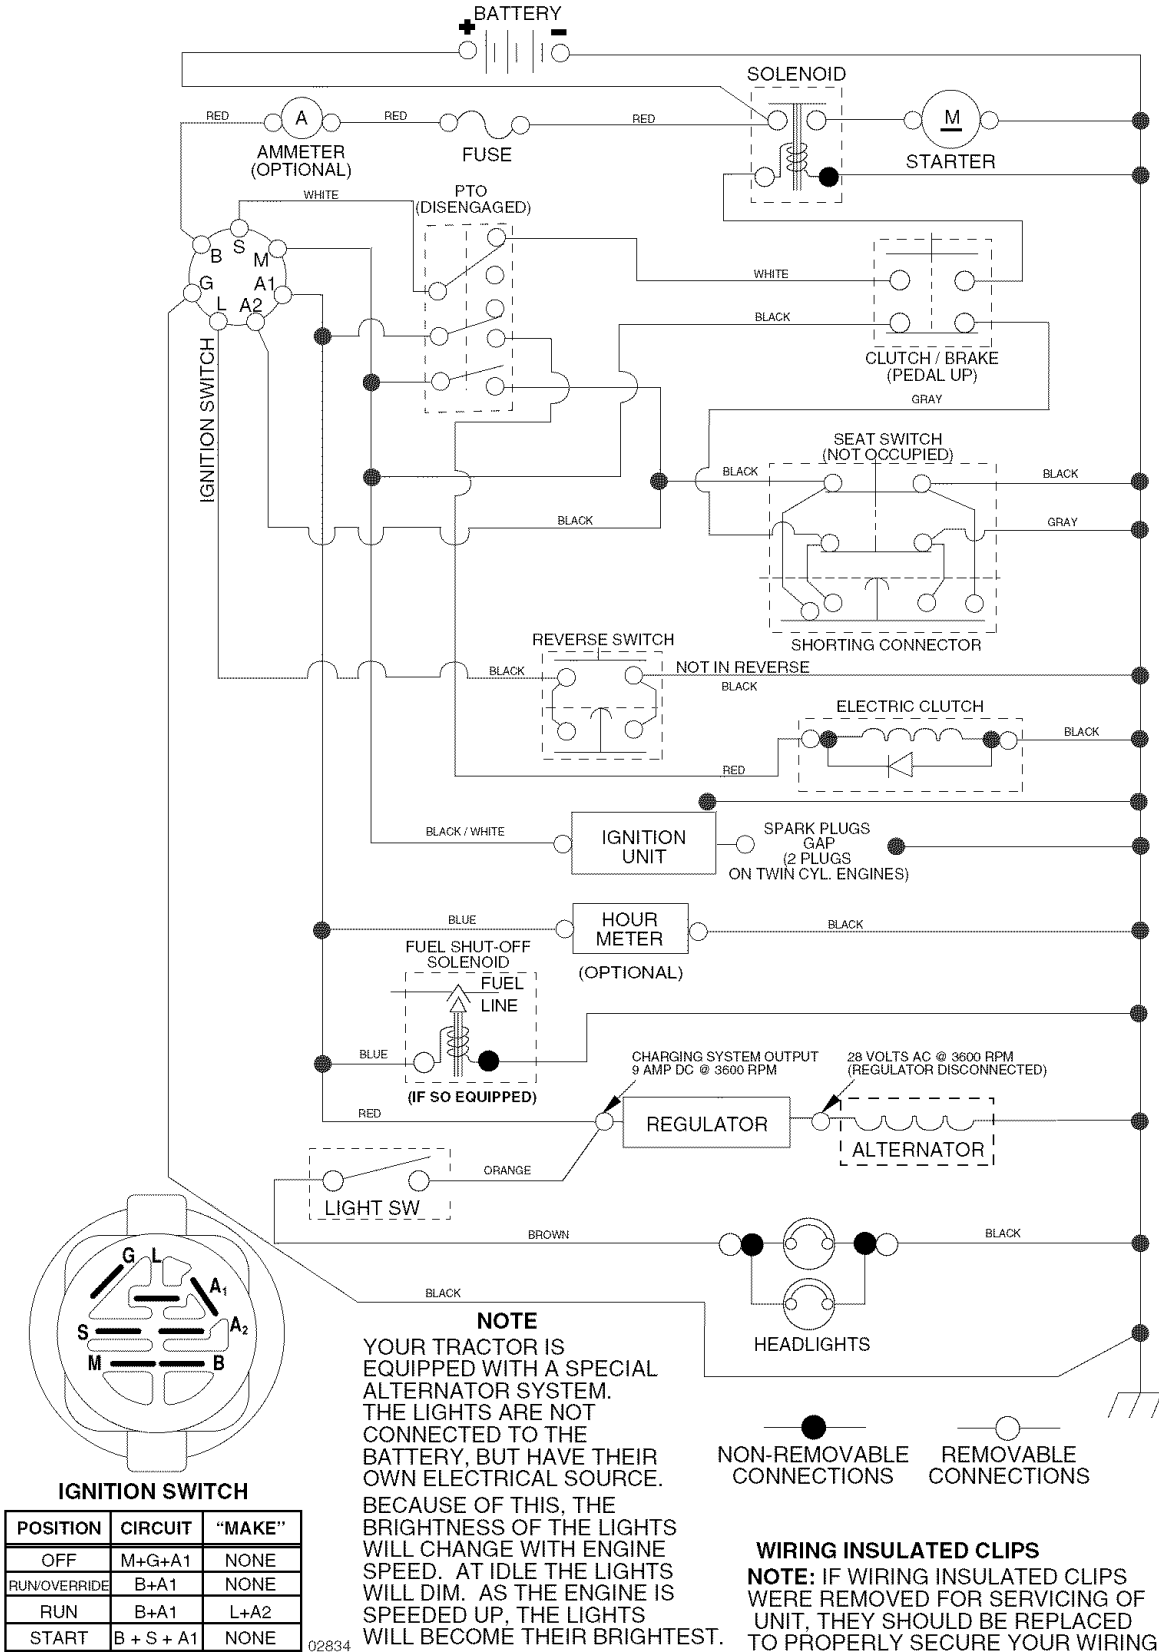 BATTERY
+
-
SOLENOID
RED
A
RED
RED
M
AMMETER
(OPTIONAL)
FUSE
STARTER
WHITE
PTO
(DISENGAGED)
S
B
M
G
A1
L
A2
IGNITION SWITCH
WHITE
BLACK
CLUTCH / BRAKE
(PEDAL UP)
GRAY
SEAT SWITCH
(NOT OCCUPIED)
BLACK
BLACK
BLACK
GRAY
SHORTING CONNECTOR
REVERSE SWITCH
BLACK
NOT IN REVERSE
BLACK
ELECTRIC CLUTCH
BLACK
RED
BLACK / WHITE
IGNITION
UNIT
SPARK PLUGS
GAP
(2 PLUGS
ON TWIN CYL. ENGINES)
BLUE
HOUR
METER
BLACK
(OPTIONAL)
FUEL SHUT-OFF
SOLENOID
FUEL
LINE
BLUE
(IF SO EQUIPPED)
CHARGING SYSTEM OUTPUT
9 AMP DC @ 3600 RPM
28 VOLTS AC @ 3600 RPM
(REGULATOR DISCONNECTED)
RED
REGULATOR
ALTERNATOR
ORANGE
LIGHT SW
BROWN
BLACK
HEADLIGHTS
BLACK
G
L
A1
A2
S
M
B
IGNITION SWITCH
POSITION CIRCUIT "MAKE"
OFF M+G+A1 NONE
RUN/OVERRIDE B+A1 NONE
RUN B+A1 L+A2
START B + S + A1 NONE
02834
NOTE
YOUR TRACTOR IS
EQUIPPED WITH A SPECIAL
ALTERNATOR SYSTEM.
THE LIGHTS ARE NOT
CONNECTED TO THE
BATTERY, BUT HAVE THEIR
OWN ELECTRICAL SOURCE.
BECAUSE OF THIS, THE
BRIGHTNESS OF THE LIGHTS
WILL CHANGE WITH ENGINE
SPEED. AT IDLE THE LIGHTS
WILL DIM. AS THE ENGINE IS
SPEEDED UP, THE LIGHTS
WILL BECOME THEIR BRIGHTEST.
NON-REMOVABLE
CONNECTIONS
REMOVABLE
CONNECTIONS
WIRING INSULATED CLIPS
NOTE: IF WIRING INSULATED CLIPS
WERE REMOVED FOR SERVICING OF
UNIT, THEY SHOULD BE REPLACED
TO PROPERLY SECURE YOUR WIRING